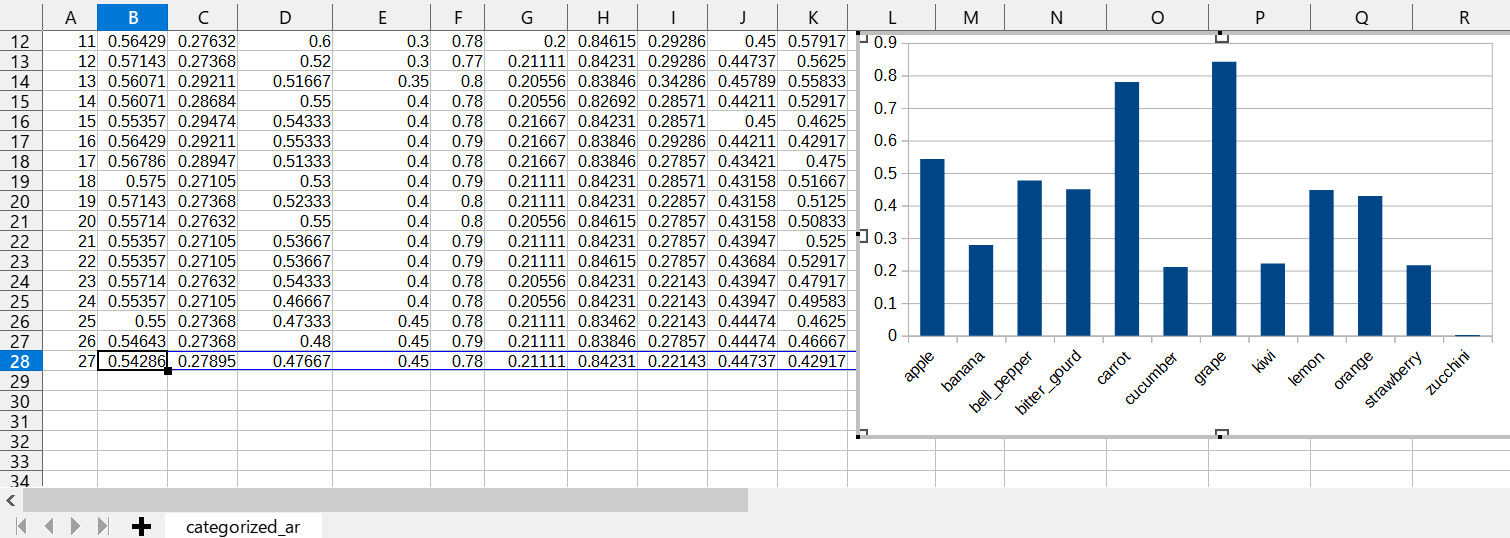 A B C D E F G H I J K L M N O P Q R
12 11 0.56429 0.27632 0.6 0.3 0.78 0.2 0.84615 0.29286 0.45 0.57917
13 12 0.57143 0.27368 0.52 0.3 0.77 0.21111 0.84231 0.29286 0.44737 0.5625
14 13 0.56071 0.29211 0.51667 0.35 0.8 0.20556 0.83846 0.34286 0.45789 0.55833
15 14 0.56071 0.28684 0.55 0.4 0.78 0.20556 0.82692 0.28571 0.44211 0.52917
16 15 0.55357 0.29474 0.54333 0.4 0.78 0.21667 0.84231 0.28571 0.45 0.4625
17 16 0.56429 0.29211 0.55333 0.4 0.79 0.21667 0.83846 0.29286 0.44211 0.42917
18 17 0.56786 0.28947 0.51333 0.4 0.78 0.21667 0.83846 0.27857 0.43421 0.475
19 18 0.575 0.27105 0.53 0.4 0.79 0.21111 0.84231 0.28571 0.43158 0.51667
20 19 0.57143 0.27368 0.52333 0.4 0.8 0.21111 0.84231 0.22857 0.43158 0.5125
21 20 0.55714 0.27632 0.55 0.4 0.8 0.20556 0.84615 0.27857 0.43158 0.50833
22 21 0.55357 0.27105 0.53667 0.4 0.79 0.21111 0.84231 0.27857 0.43947 0.525
23 22 0.55357 0.27105 0.53667 0.4 0.79 0.21111 0.84615 0.27857 0.43684 0.52917
24 23 0.55714 0.27632 0.54333 0.4 0.78 0.20556 0.84231 0.22143 0.43947 0.47917
25 24 0.55357 0.27105 0.46667 0.4 0.78 0.20556 0.84231 0.22143 0.43947 0.49583
26 25 0.55 0.27368 0.47333 0.45 0.78 0.21111 0.83462 0.22143 0.44474 0.4625
27 26 0.54643 0.27368 0.48 0.45 0.79 0.21111 0.83846 0.27857 0.44474 0.46667
28 27 0.54286 0.27895 0.47667 0.45 0.78 0.21111 0.84231 0.22143 0.44737 0.42917
29
30
31
32
33
34
0.9
0.8
0.7
0.6
0.5
0.4
0.3
0.2
0.1
0
apple banana bell_pepper bitter_gourd carrot cucumber grape kiwi lemon orange strawberry zucchini
categorized_ar